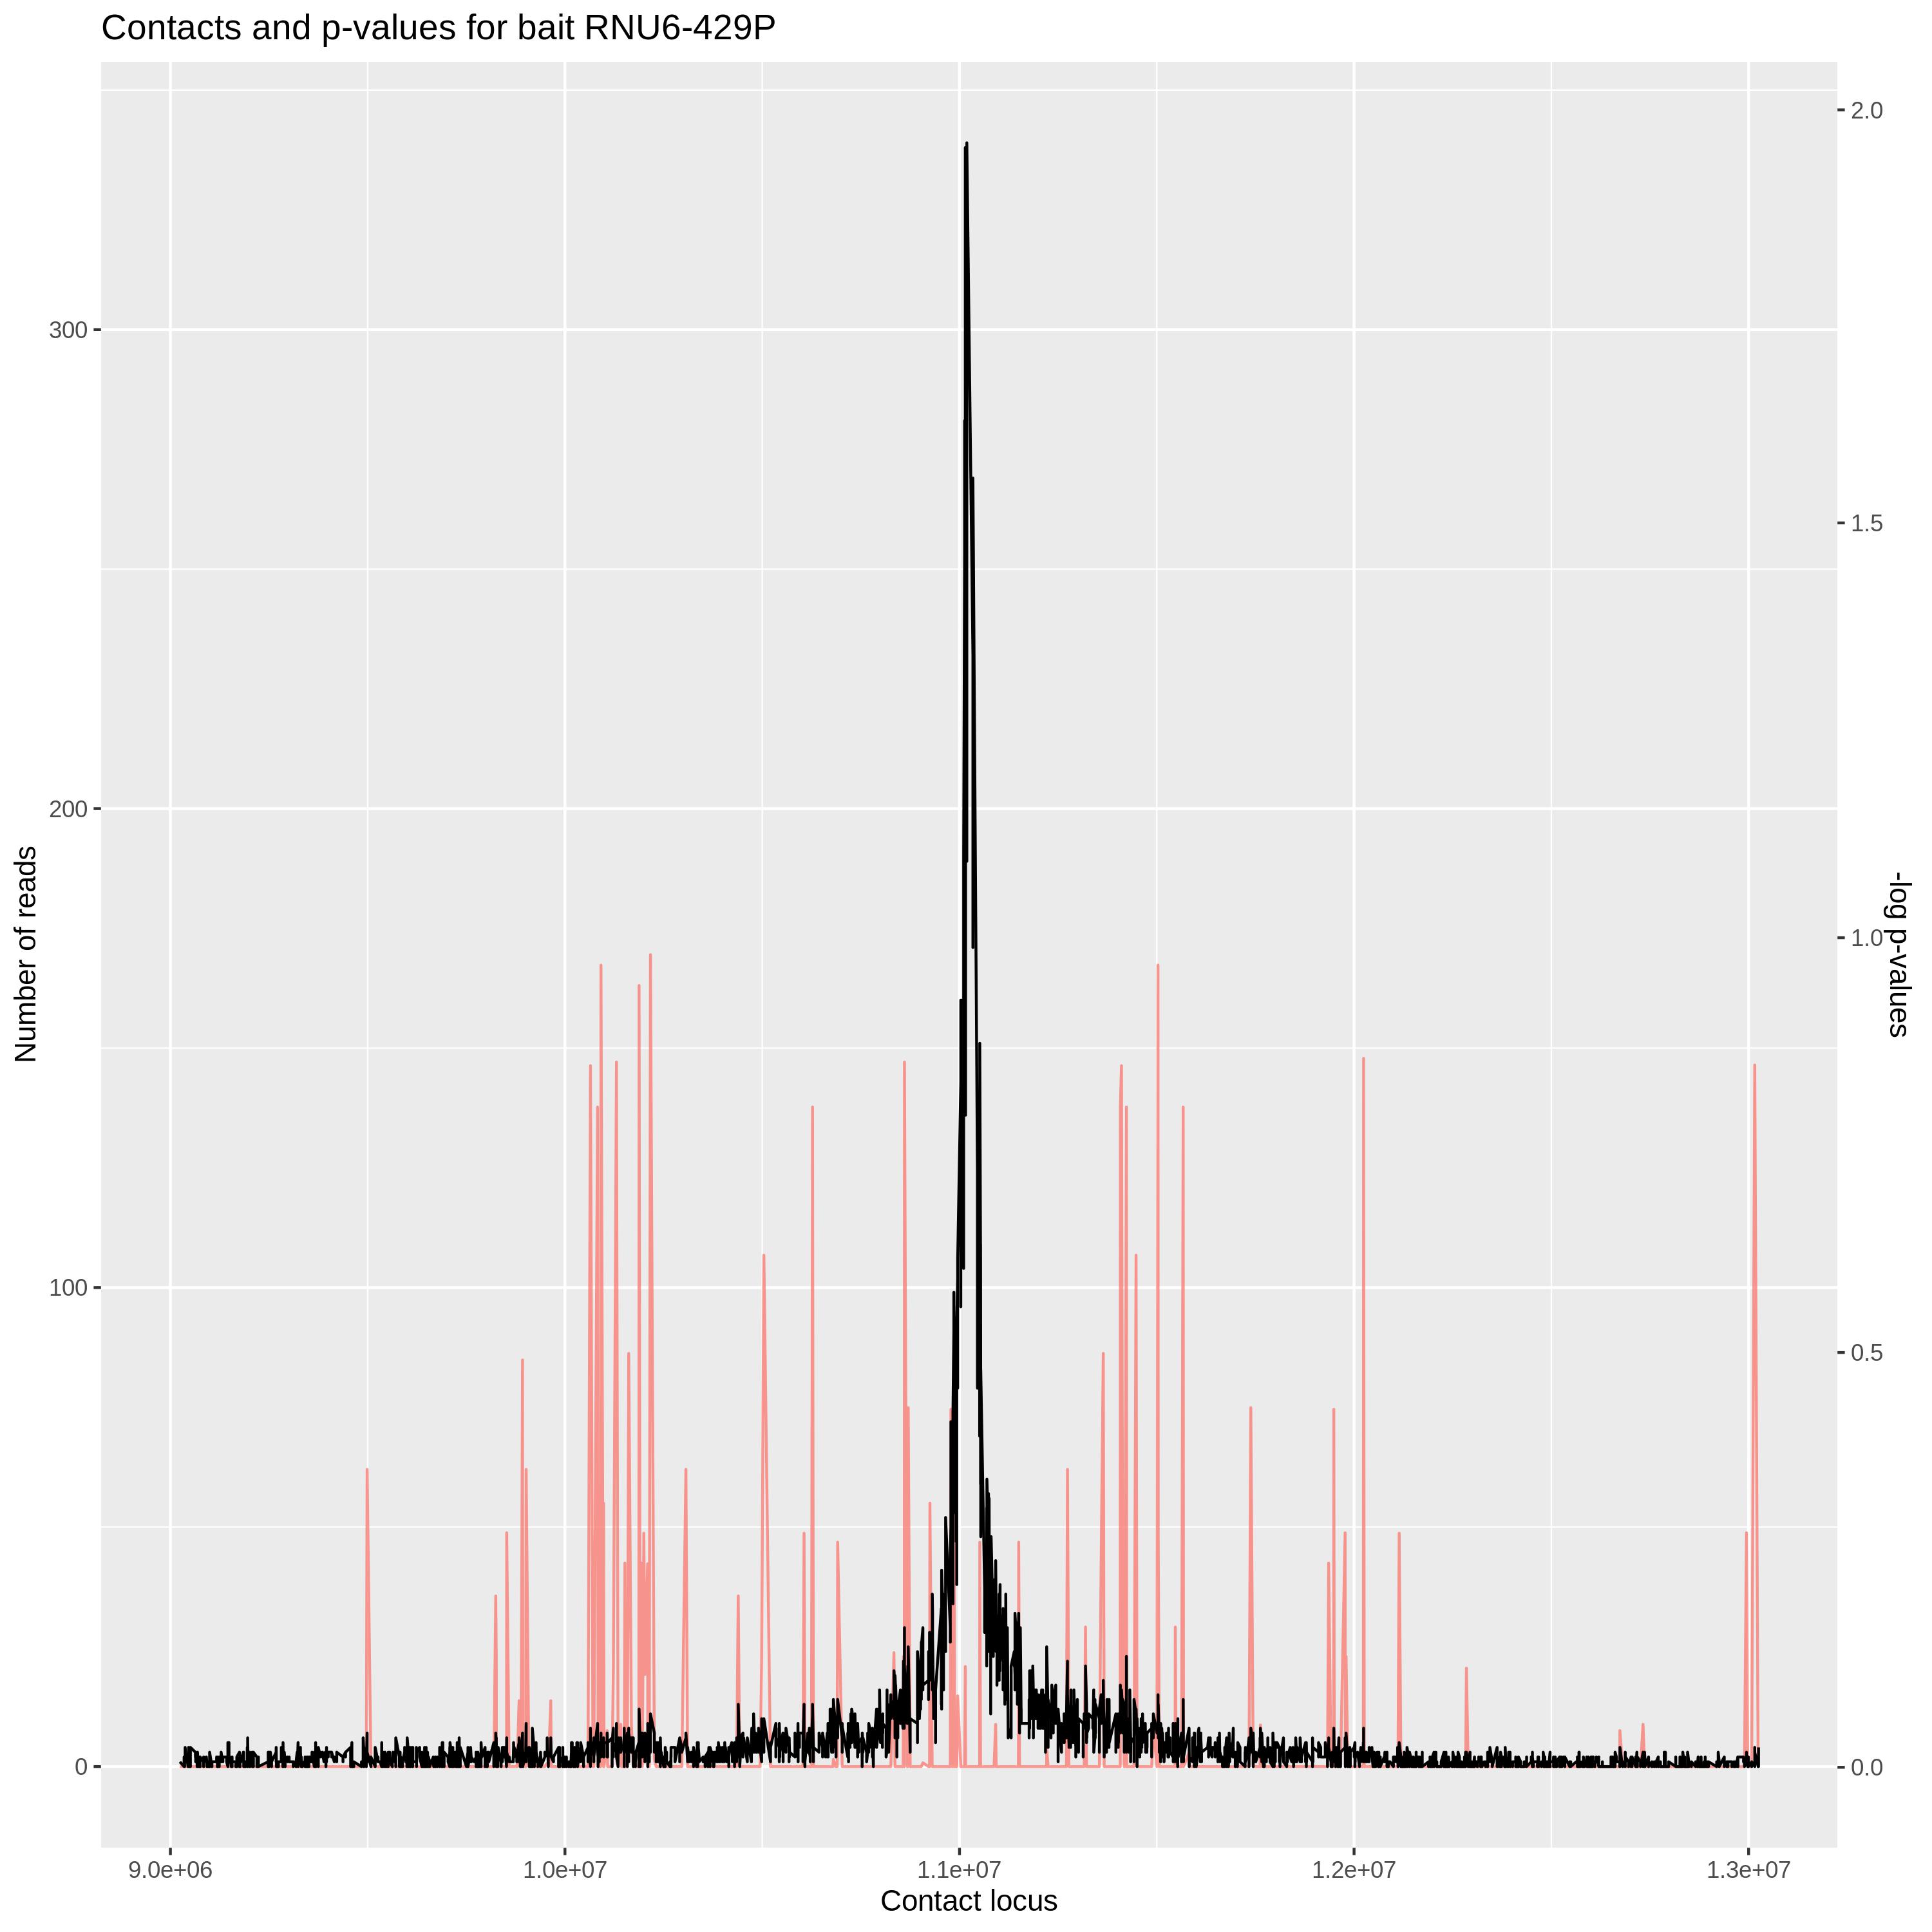 Contacts and p-values for bait RNU6-429P
300
200
100
0
Number of reads
2.0
1.5
1.0
0.5
0.0
-log p-values
9.0e+06
1.0e+07
1.1e+07
1.2e+07
1.3e+07
Contact locus